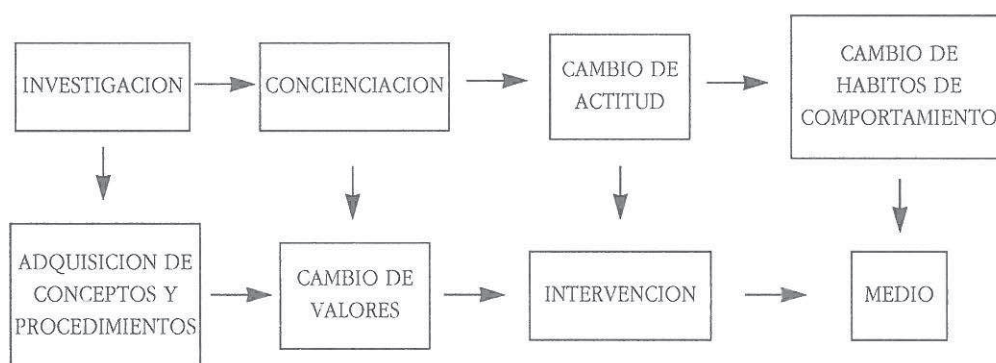 INVESTIGACION
CONCIENCIACION
CAMBIO DE
ACTITUD
CAMBIO DE
HABITOS DE
COMPORTAMIENTO
ADQUISICION DE
CONCEPTOS Y
PROCEDIMIENTOS
CAMBIO DE
VALORES
INTERVENCION
MEDIO